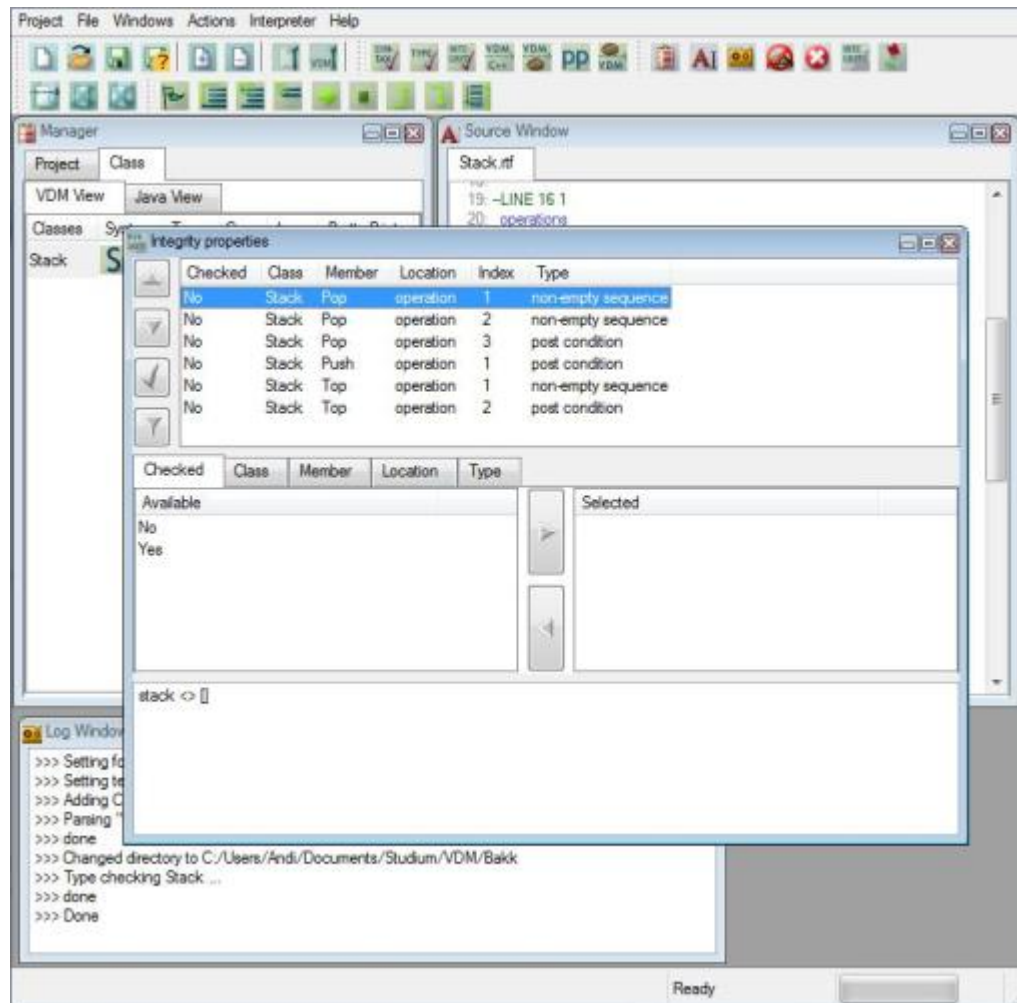 Project File Windows Actions Interpreter Help
Manager
Project Class
VDM View Java View
Classes
Stack S
Source Window
Stack.rtf
19: --LINE 16 1
20: operations
Integrity properties
Checked Class Member Location Index Type
No Stack Pop operation 1 non-empty sequence
No Stack Pop operation 2 non-empty sequence
No Stack Pop operation 3 post condition
No Stack Push operation 1 post condition
No Stack Top operation 1 non-empty sequence
No Stack Top operation 2 post condition
Checked Class Member Location Type
Available
No
Yes
Selected
stack <> []
Log Window
>>> Setting fo
>>> Setting te
>>> Adding C
>>> Parsing "
>>> done
>>> Changed directory to C:/Users/Andi/Documents/Studium/VDM/Bakk
>>> Type checking Stack ...
>>> done
>>> Done
Ready